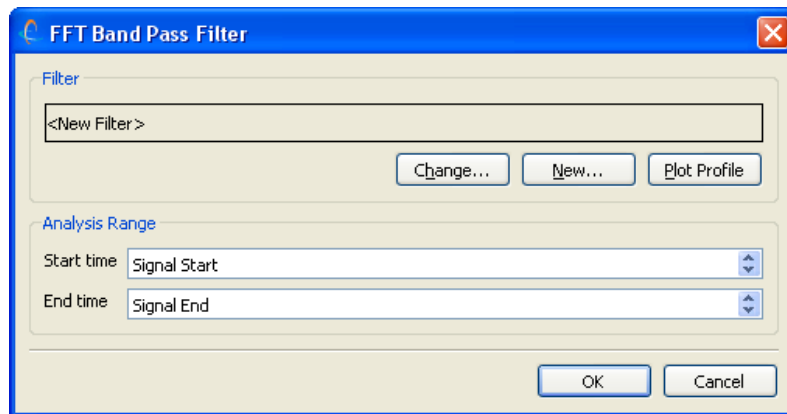 FFT Band Pass Filter
Filter
<New Filter>
Change... New... Plot Profile
Analysis Range
Start time Signal Start
End time Signal End
OK Cancel